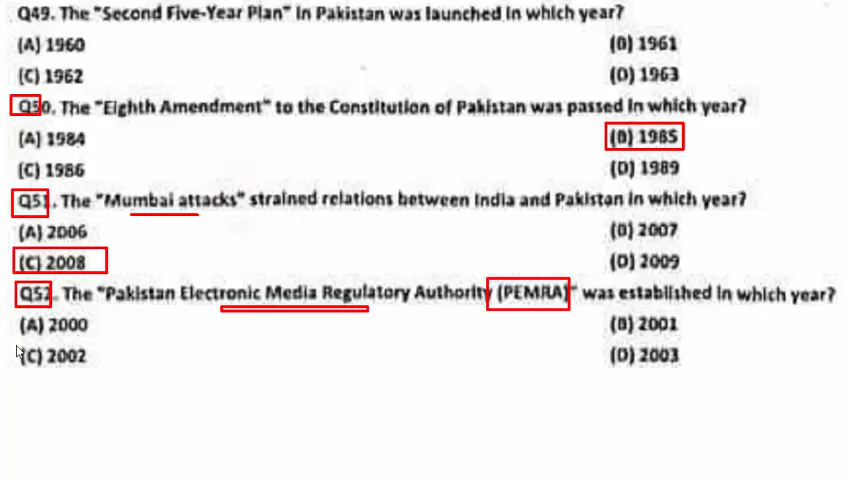 Q49. The "Second Five-Year Plan" in Pakistan was launched in which year?
(A) 1960 (B) 1961
(C) 1962 (D) 1963
Q50. The "Eighth Amendment" to the Constitution of Pakistan was passed in which year?
(A) 1984 (B) 1985
(C) 1986 (D) 1989
Q51. The "Mumbai attacks" strained relations between India and Pakistan in which year?
(A) 2006 (B) 2007
(C) 2008 (D) 2009
Q52. The "Pakistan Electronic Media Regulatory Authority (PEMRA)" was established in which year?
(A) 2000 (B) 2001
(C) 2002 (D) 2003